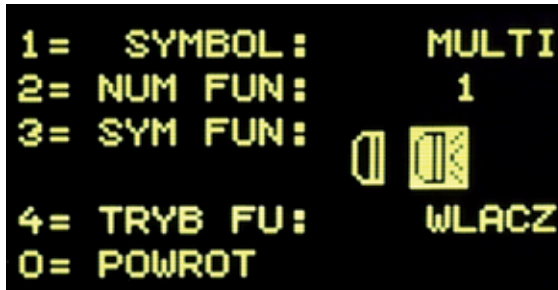 1= SYMBOL: MULTI
2= NUM FUN: 1
3= SYM FUN:
4= TRYB FU: WLACZ
0= POWROT